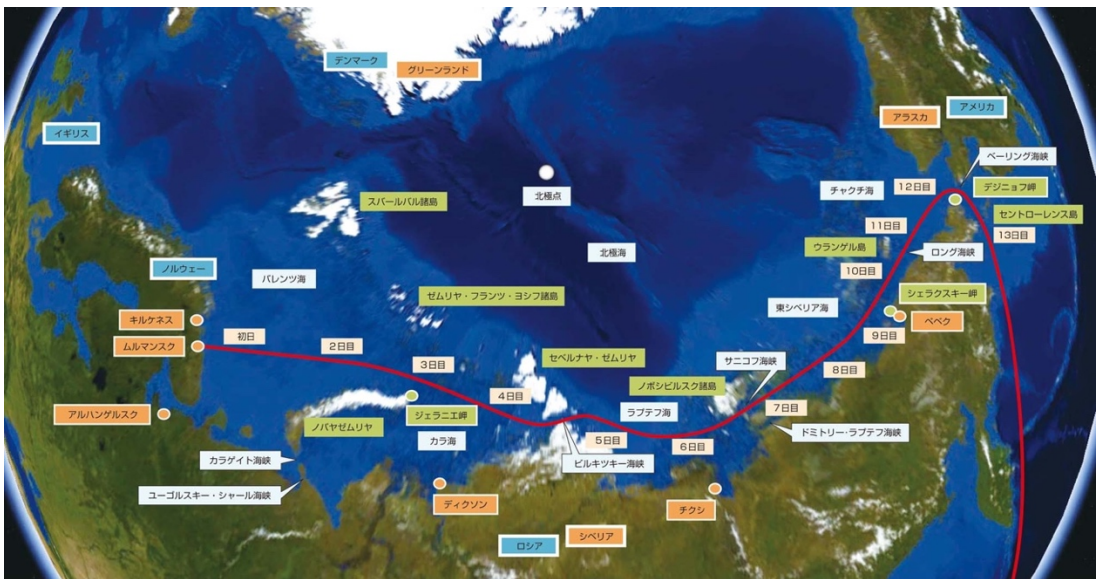 デンマーク
グリーンランド
イギリス
アラスカ
アメリカ
ベーリング海峡
北極点
スバールバル諸島
チャクチ海
12日目
デジニョフ岬
セントローレンス島
11日目
13日目
ウランゲル島
ロング海峡
北極海
ノルウェー
バレンツ海
10日目
ゼムリヤ・フランツ・ヨシフ諸島
東シベリア海
シェラクスキー岬
キルケネス
ペベク
ムルマンスク
初日
2日目
9日目
3日目
セベルナヤ・ゼムリヤ
サニコフ海峡
8日目
4日目
ノボシビルスク諸島
アルハンゲルスク
ジェラニエ岬
ラプテフ海
7日目
ノバヤゼムリヤ
カラ海
5日目
6日目
ドミトリー・ラプテフ海峡
カラゲイト海峡
ビルキツキー海峡
ユーゴルスキー・シャール海峡
ディクソン
チクシ
ロシア
シベリア